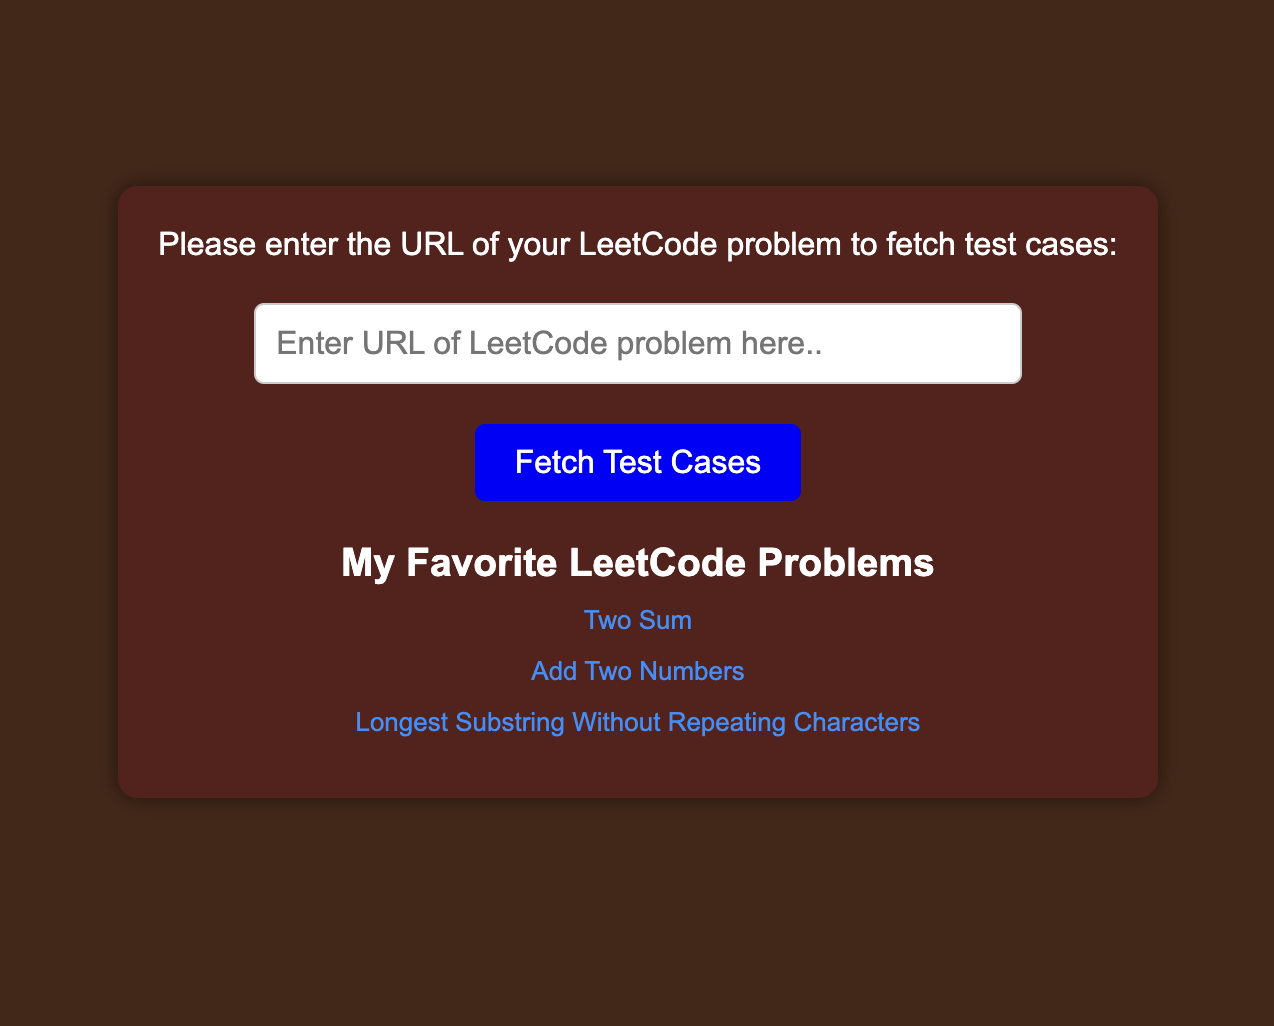 Please enter the URL of your LeetCode problem to fetch test cases:
Enter URL of LeetCode problem here..
Fetch Test Cases
My Favorite LeetCode Problems
Two Sum
Add Two Numbers
Longest Substring Without Repeating Characters